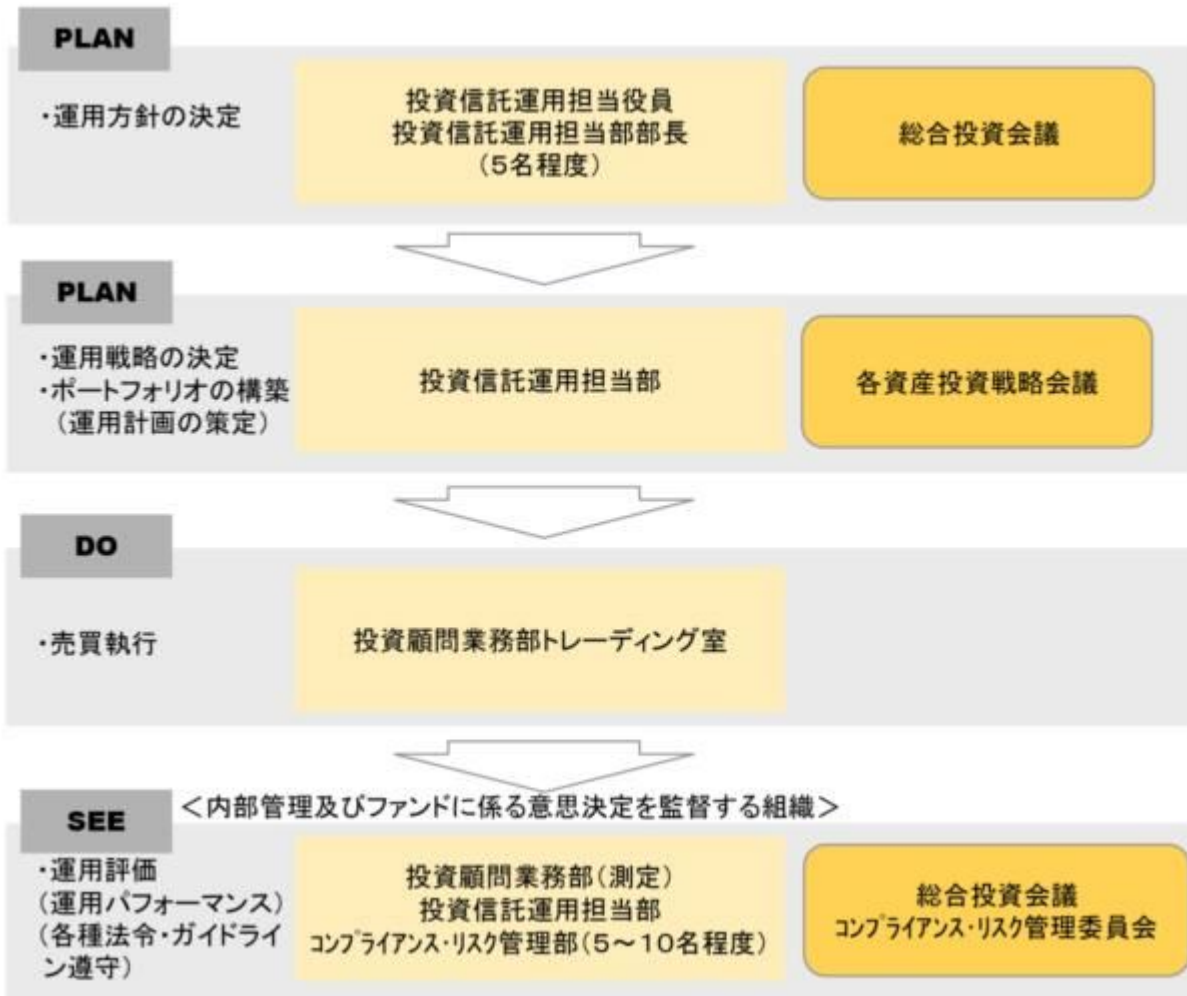 PLAN
・運用方針の決定
投資信託運用担当役員
投資信託運用担当部部長
(5名程度)
総合投資会議
PLAN
・運用戦略の決定
・ポートフォリオの構築
(運用計画の策定)
投資信託運用担当部
各資産投資戦略会議
DO
・売買執行
投資顧問業務部トレーディング室
SEE
＜内部管理及びファンドに係る意思決定を監督する組織＞
・運用評価
(運用パフォーマンス)
(各種法令・ガイドライ
ン遵守)
投資顧問業務部(測定)
投資信託運用担当部
コンプライアンス・リスク管理部(5～10名程度)
総合投資会議
コンプライアンス・リスク管理委員会